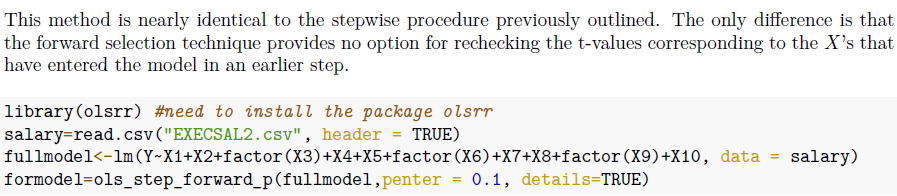 This method is nearly identical to the stepwise procedure previously outlined. The only difference is that
the forward selection technique provides no option for rechecking the t-values corresponding to the X's that
have entered the model in an earlier step.
library(olsrr) #need to install the package olsrr
salary=read.csv("EXECSAL2.csv", header = TRUE)
fullmodel<-lm(Y~X1+X2+factor(X3)+X4+X5+factor(X6)+X7+X8+factor(X9)+X10, data = salary)
formodel=ols_step_forward_p(fullmodel,penter = 0.1, details=TRUE)